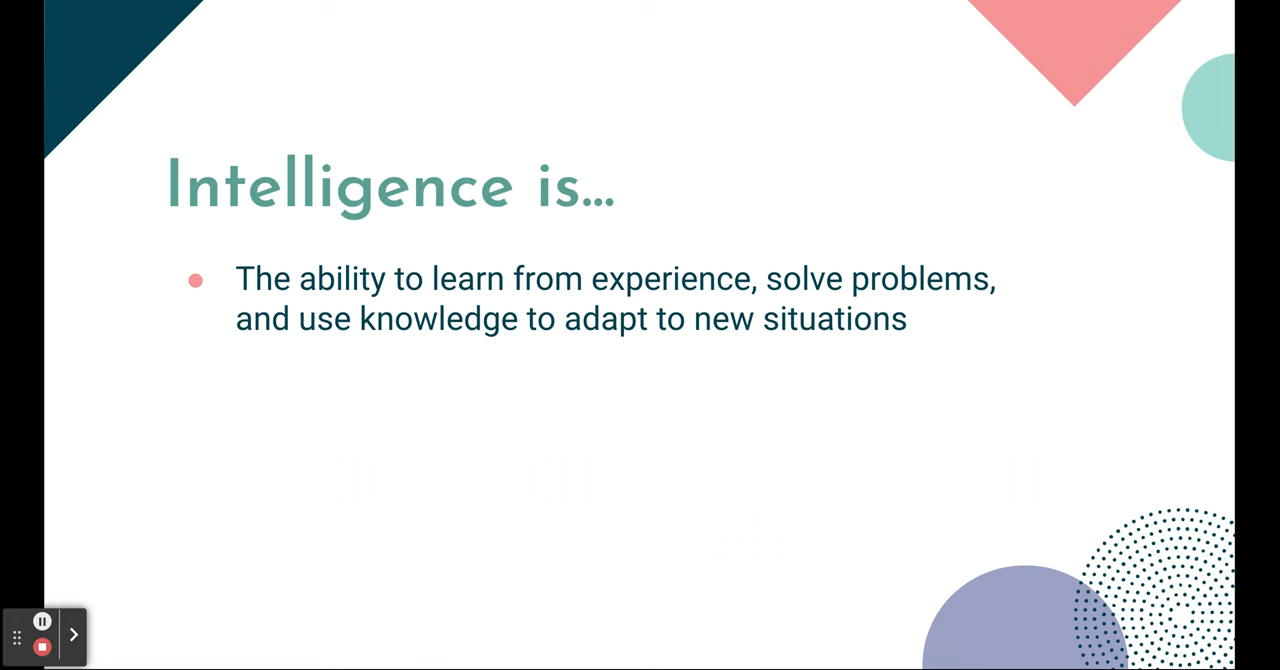 Intelligence is...
The ability to learn from experience, solve problems,
and use knowledge to adapt to new situations